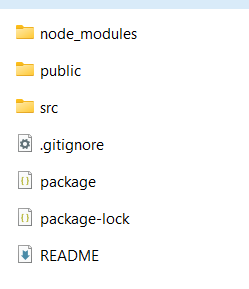 node_modules
public
src
.gitignore
package
package-lock
README